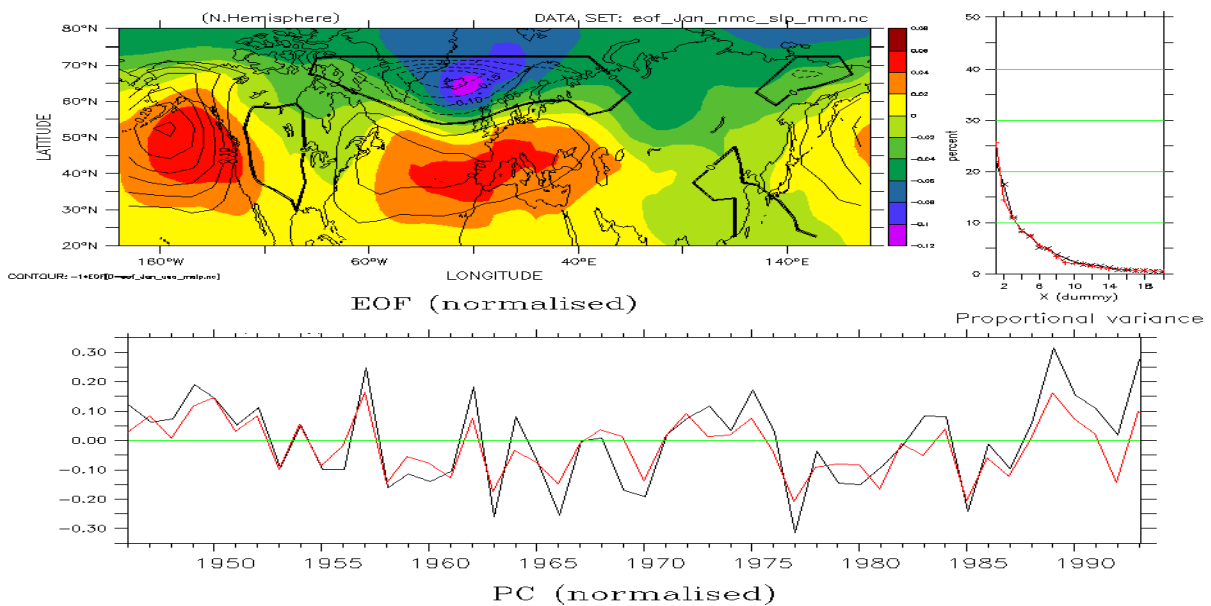 (N.Hemisphere) DATA SET: eof_Jan_nmc_slp_mm.nc
80°N
70°N
60°N
50°N
40°N
30°N
20°N
LATITUDE
160°W 60°W 40°E 140°E
LONGITUDE
0.08
0.06
0.04
0.02
0
-0.02
-0.04
-0.06
-0.08
-0.1
-0.12
EOF (normalised)
50
40
30
20
10
0
percent
2 6 10 14
X (dummy)
Proportional variance
0.30
0.20
0.10
0.00
-0.10
-0.20
-0.30
1950 1955 1960 1965 1970 1975 1980 1985 1990
PC (normalised)